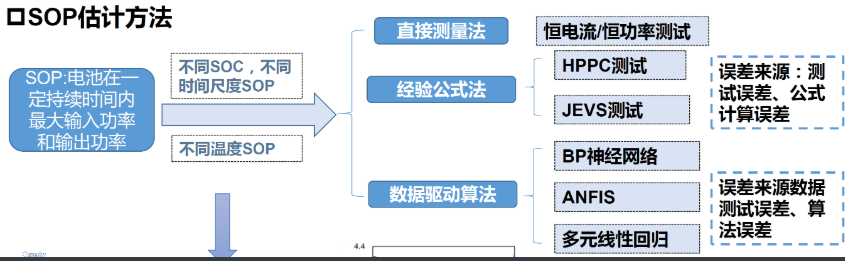 SOP估计方法
SOP:电池在一
定持续时间内
最大输入功率
和输出功率
不同SOC，不同
时间尺度SOP
不同温度SOP
直接测量法
恒电流/恒功率测试
经验公式法
HPPC测试
JEVS测试
误差来源：测
试误差、公式
计算误差
数据驱动算法
BP神经网络
ANFIS
多元线性回归
误差来源数据
测试误差、算
法误差
Capacity
4.4